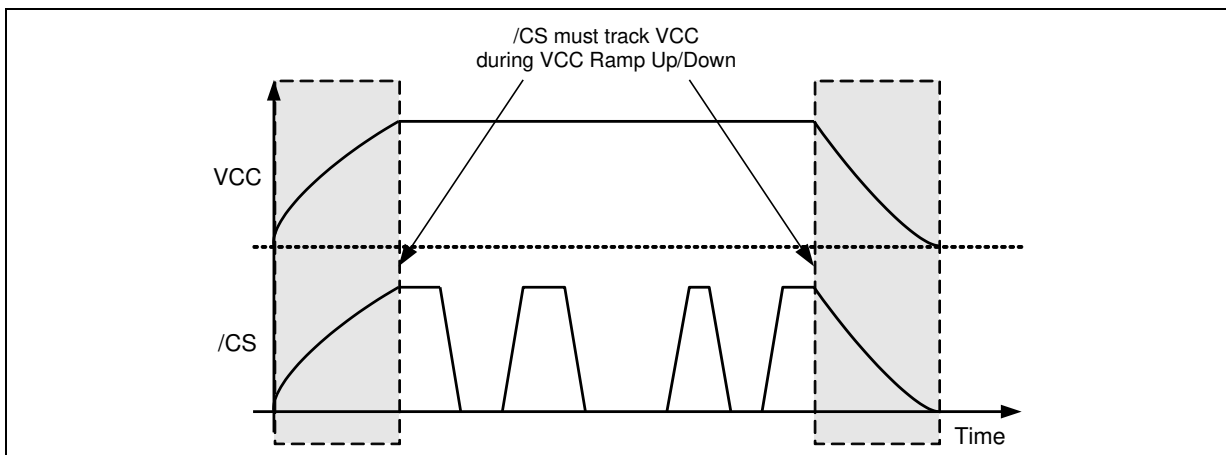 /CS must track VCC
during VCC Ramp Up/Down
VCC
/CS
Time